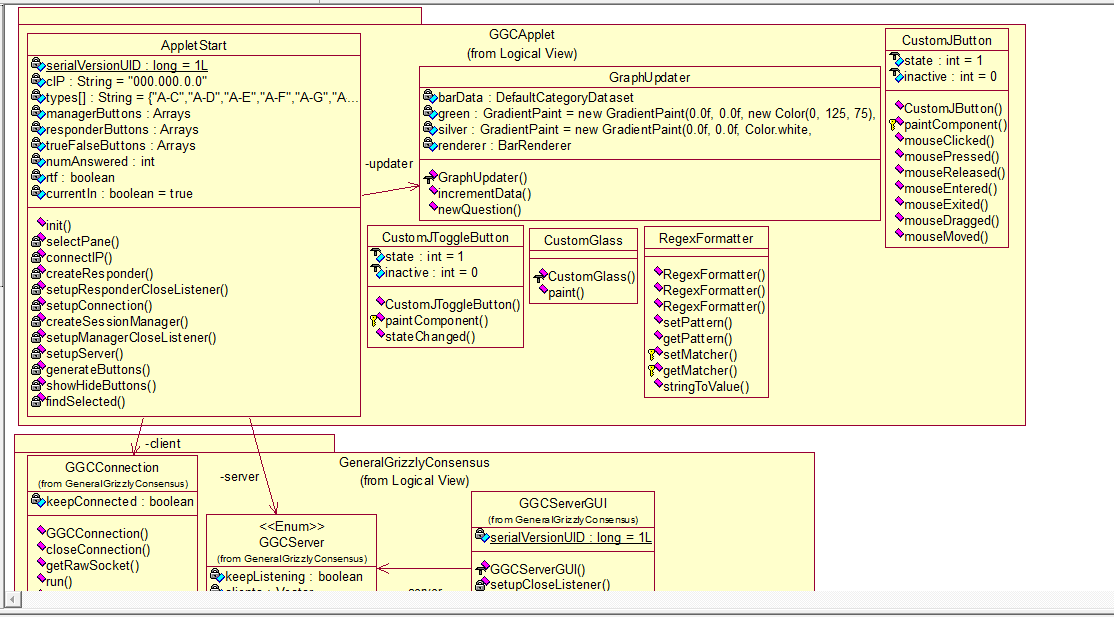 GGCApplet
(from Logical View)
AppletStart
serialVersionUID : long = 1L
cIP : String = "000.000.0.0"
types[] : String = {"A-C","A-D","A-E","A-F","A-G","A...
managerButtons : Arrays
responderButtons : Arrays
trueFalseButtons : Arrays
numAnswered : int
rtf : boolean
currentIn : boolean = true
init()
selectPane()
connectIP()
createResponder()
setupResponderCloseListener()
setupConnection()
createSessionManager()
setupManagerCloseListener()
setupServer()
generateButtons()
showHideButtons()
findSelected()
-updater
GraphUpdater
barData : DefaultCategoryDataset
green : GradientPaint = new GradientPaint(0.0f, 0.0f, new Color(0, 125, 75),
silver : GradientPaint = new GradientPaint(0.0f, 0.0f, Color.white,
renderer : BarRenderer
GraphUpdater()
incrementData()
newQuestion()
CustomJButton
state : int = 1
inactive : int = 0
CustomJButton()
paintComponent()
mouseClicked()
mousePressed()
mouseReleased()
mouseEntered()
mouseExited()
mouseDragged()
mouseMoved()
CustomJToggleButton
state : int = 1
inactive : int = 0
CustomJToggleButton()
paintComponent()
stateChanged()
CustomGlass
CustomGlass()
paint()
RegexFormatter
RegexFormatter()
RegexFormatter()
RegexFormatter()
setPattern()
getPattern()
setMatcher()
getMatcher()
stringToValue()
-client
-server
GeneralGrizzlyConsensus
(from Logical View)
GGCConnection
(from GeneralGrizzlyConsensus)
keepConnected : boolean
GGCConnection()
closeConnection()
getRawSocket()
run()
<<Enum>>
GGCServer
(from GeneralGrizzlyConsensus)
keepListening : boolean
GGCServerGUI
(from GeneralGrizzlyConsensus)
serialVersionUID : long = 1L
GGCServerGUI()
setupCloseListener()